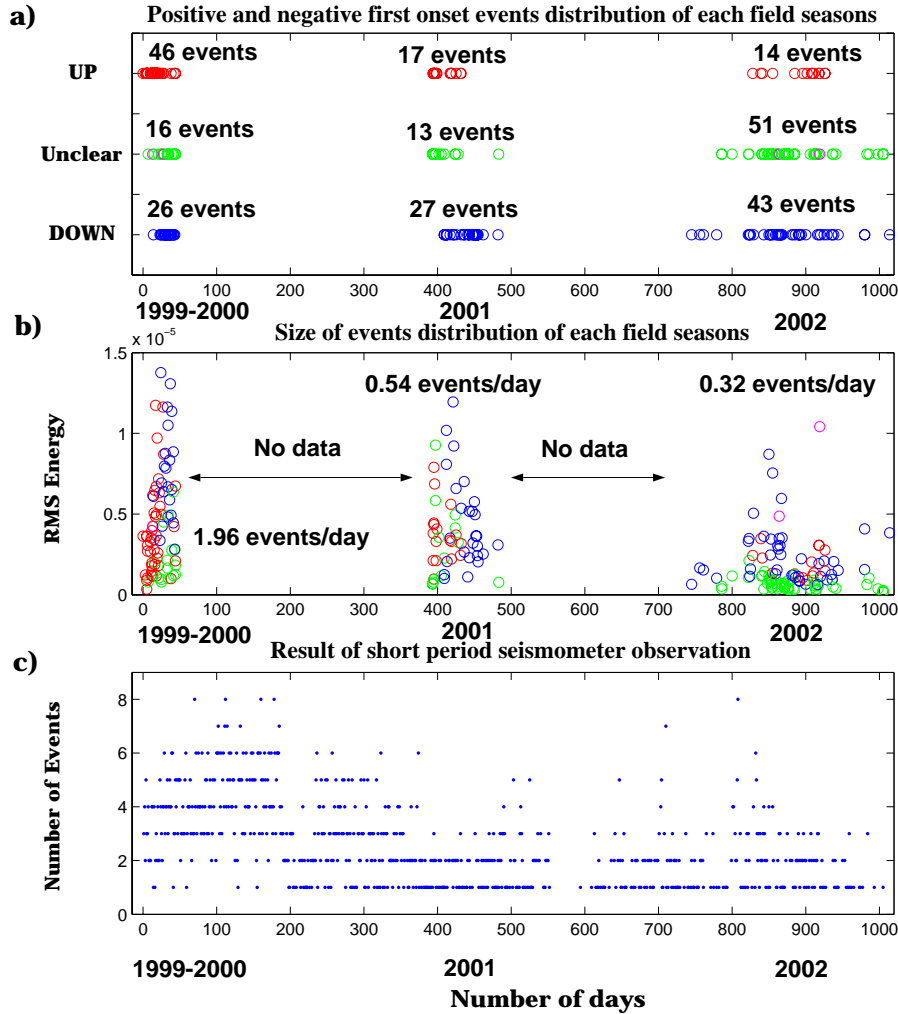 a)
Positive and negative first onset events distribution of each field seasons
UP
46 events
17 events
14 events
Unclear
16 events
13 events
51 events
DOWN
26 events
27 events
43 events
0 100 200 300 400 500 600 700 800 900 1000
1999-2000 2001 2002
b)
Size of events distribution of each field seasons
x 10^-5
RMS Energy
1.5
1
0.5
0
0.54 events/day
0.32 events/day
No data
No data
1.96 events/day
0 100 200 300 400 500 600 700 800 900 1000
1999-2000 2001 2002
c)
Result of short period seismometer observation
Number of Events
8
6
4
2
0
0 100 200 300 400 500 600 700 800 900 1000
1999-2000 2001 2002
Number of days